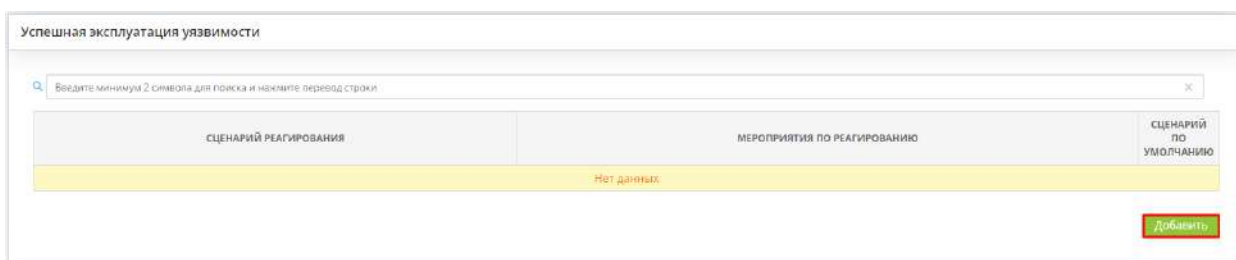 Успешная эксплуатация уязвимости
Введите минимум 2 символа для поиска и нажмите перевод строки
СЦЕНАРИЙ РЕАГИРОВАНИЯ
МЕРОПРИЯТИЯ ПО РЕАГИРОВАНИЮ
СЦЕНАРИЙ
ПО
УМОЛЧАНИЮ
Нет данных
Добавить